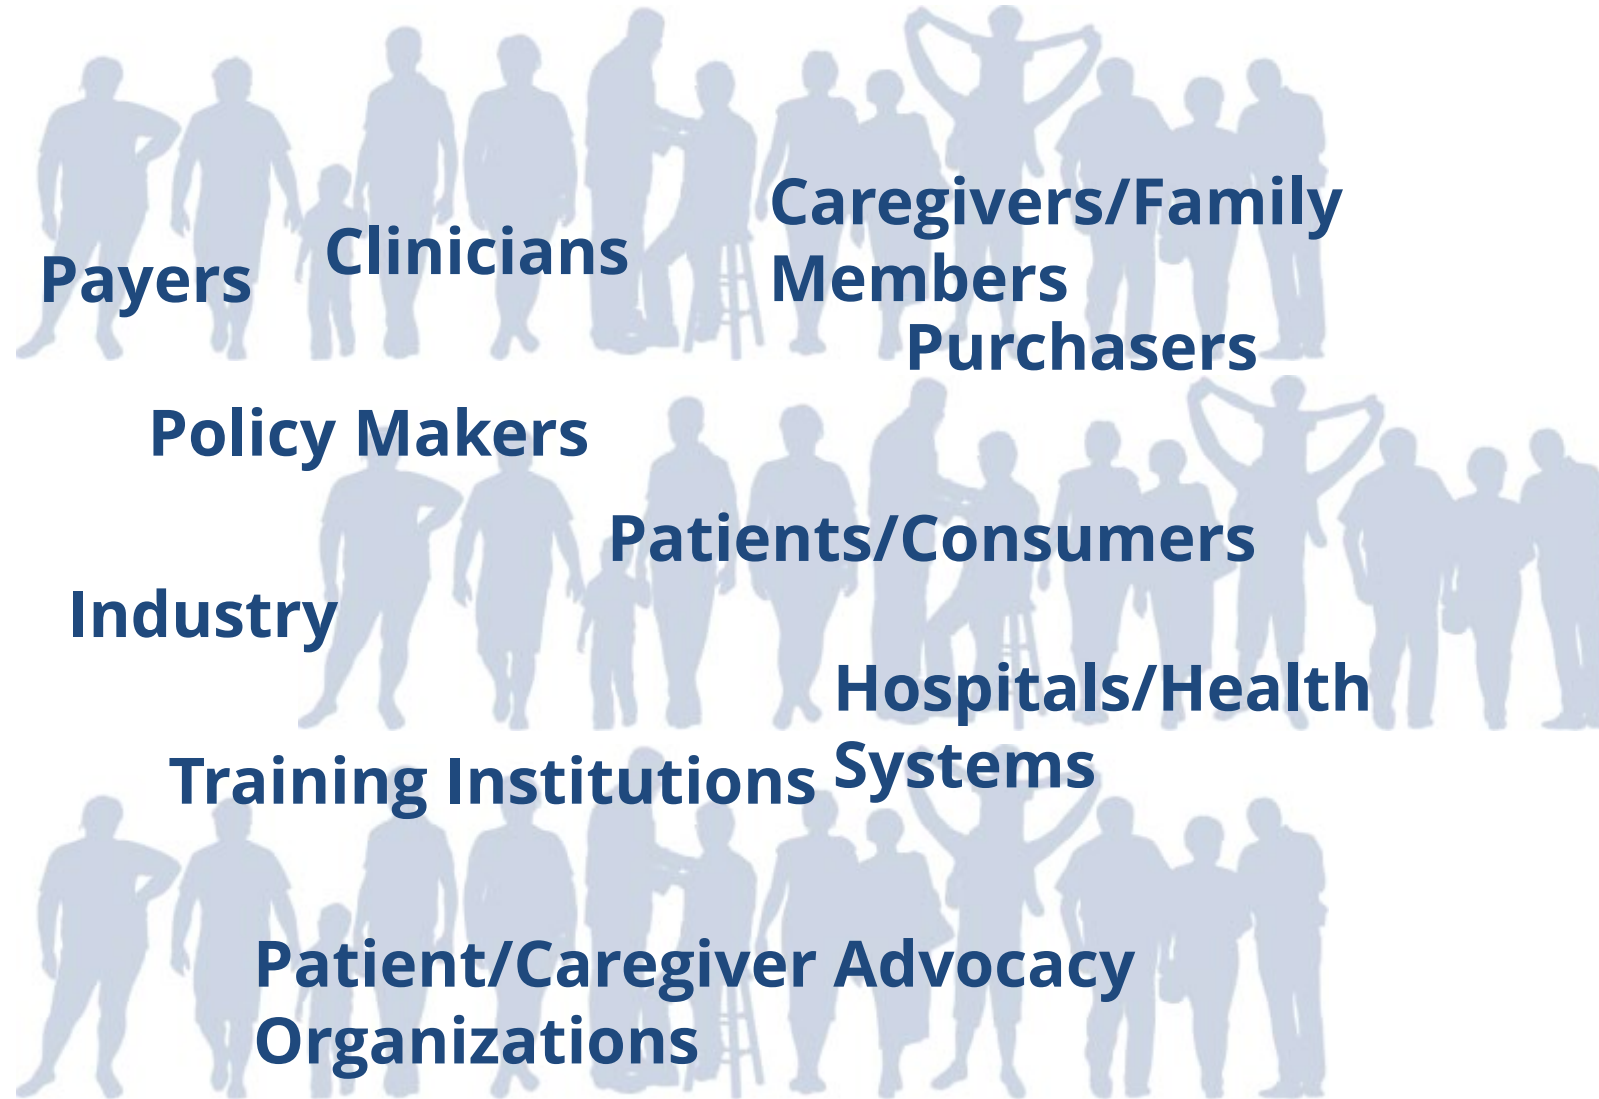 Caregivers/Family
Members
Clinicians
Payers
Purchasers
Policy Makers
Patients/Consumers
Industry
Hospitals/Health
Systems
Training Institutions
Patient/Caregiver Advocacy
Organizations